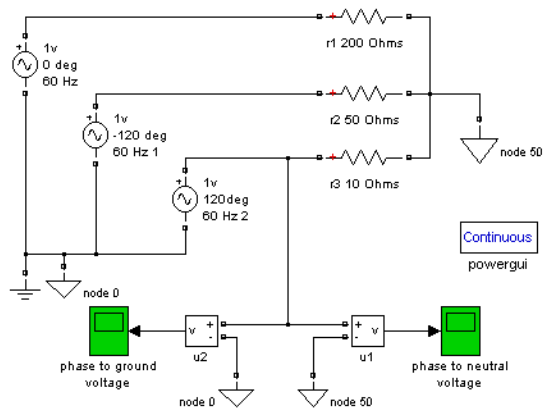 r1 200 Ohms
1v
0 deg
60 Hz
r2 50 Ohms
1v
-120 deg
60 Hz 1
node 50
r3 10 Ohms
1v
120deg
60 Hz 2
Continuous
powergui
node 0
v
+
-
u2
+
-
v
u1
phase to ground
voltage
phase to neutral
voltage
node 0
node 50